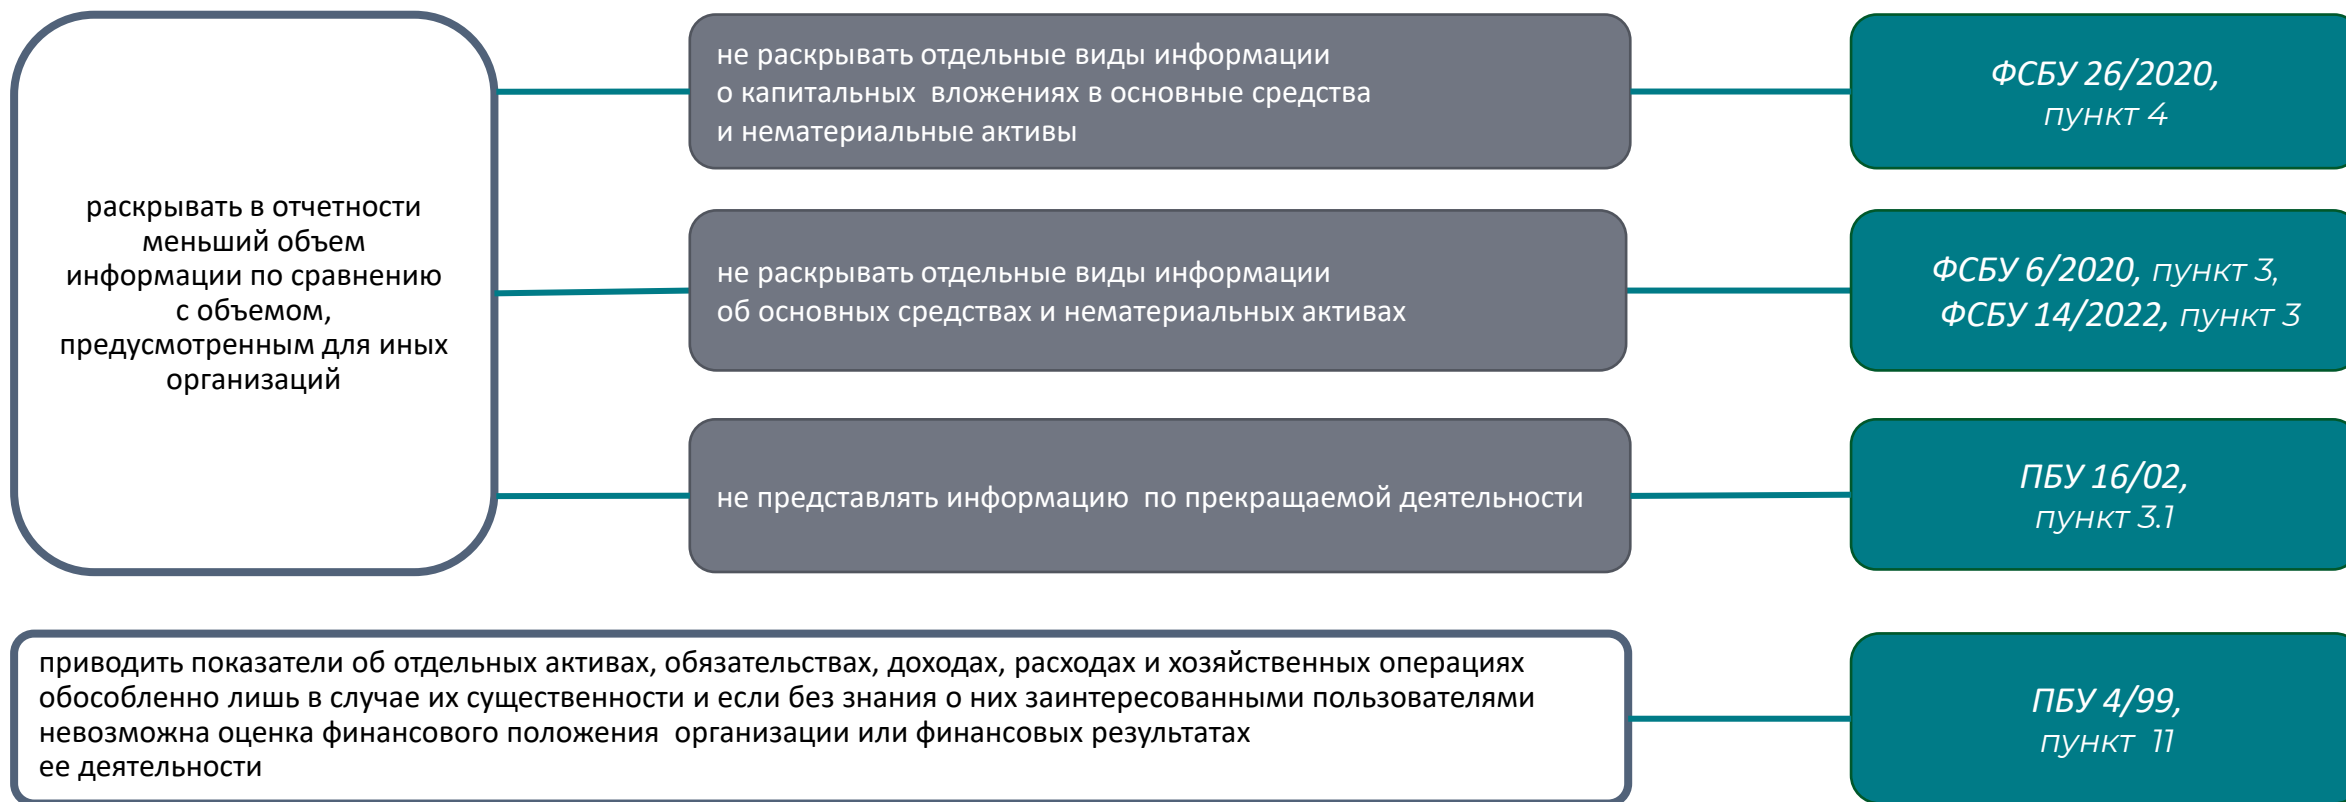 раскрывать в отчетности
меньший объем
информации по сравнению
с объемом,
предусмотренным для иных
организаций
не раскрывать отдельные виды информации
о капитальных вложениях в основные средства
и нематериальные активы
ФСБУ 26/2020,
пункт 4
не раскрывать отдельные виды информации
об основных средствах и нематериальных активах
ФСБУ 6/2020, пункт 3,
ФСБУ 14/2022, пункт 3
не представлять информацию по прекращаемой деятельности
ПБУ 16/02,
пункт 3.1
приводить показатели об отдельных активах, обязательствах, доходах, расходах и хозяйственных операциях
обособленно лишь в случае их существенности и если без знания о них заинтересованными пользователями
невозможна оценка финансового положения организации или финансовых результатах
ее деятельности
ПБУ 4/99,
пункт 11